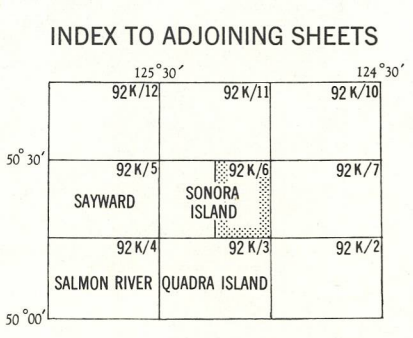 INDEX TO ADJOINING SHEETS
125°30′ 124°30′
92 K/12 92 K/11 92 K/10
50°30′
92 K/5 92 K/6 92 K/7
SAYWARD SONORA
ISLAND
92 K/4 92 K/3 92 K/2
SALMON RIVER QUADRA ISLAND
50°00′